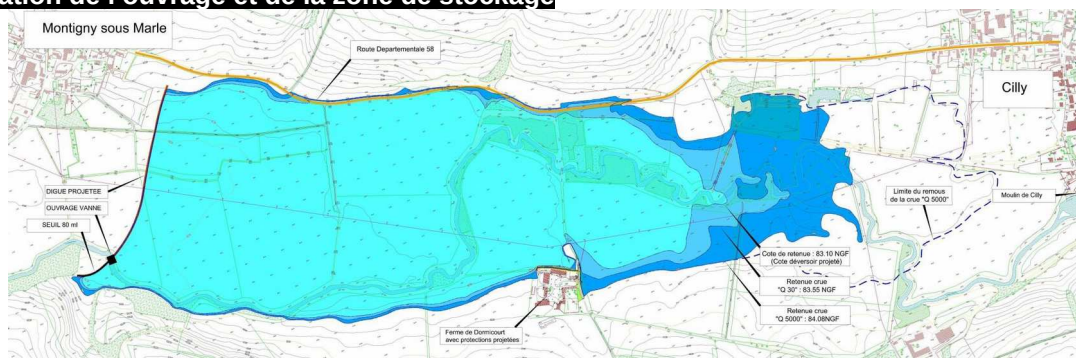 ation de l'ouvrage et de la zone de stockage
Montigny sous Marle
Route Departementale 58
Cilly
DIGUE PROJETEE
OUVRAGE VANNE
SEUIL 80 ml
Limite du remous
de la crue "Q 5000"
Moulin de Cilly
Cote de retenue : 83.10 NGF
(Cote déversoir projeté)
Retenue crue
"Q 30" : 83.55 NGF
Retenue crue
"Q 5000" : 84.08NGF
Ferme de Dormicourt
avec protections projetées